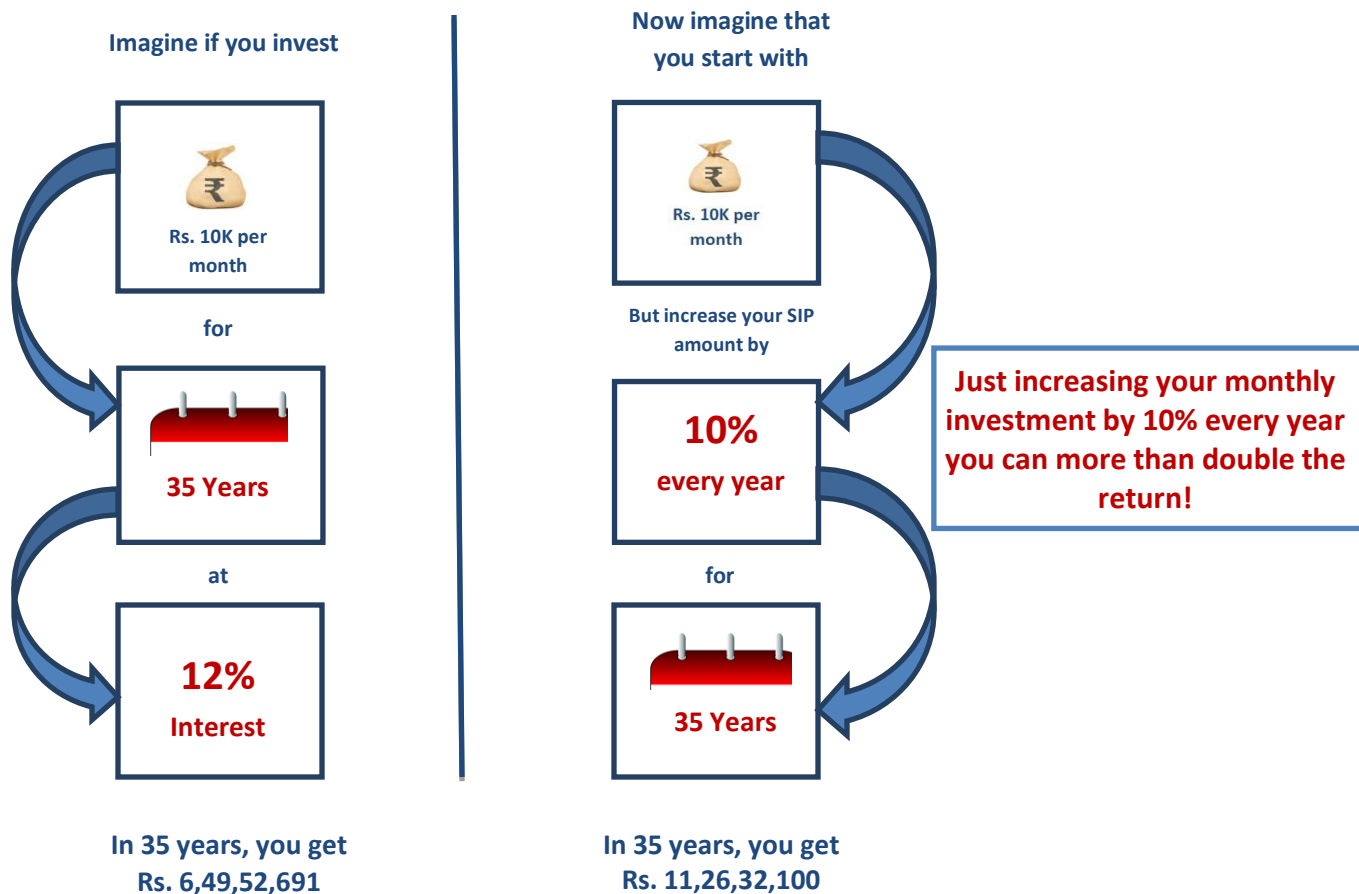 Imagine if you invest
₹
Rs. 10K per
month
for
35 Years
at
12%
Interest
In 35 years, you get
Rs. 6,49,52,691
Now imagine that
you start with
₹
Rs. 10K per
month
But increase your SIP
amount by
10%
every year
for
35 Years
In 35 years, you get
Rs. 11,26,32,100
Just increasing your monthly
investment by 10% every year
you can more than double the
return!